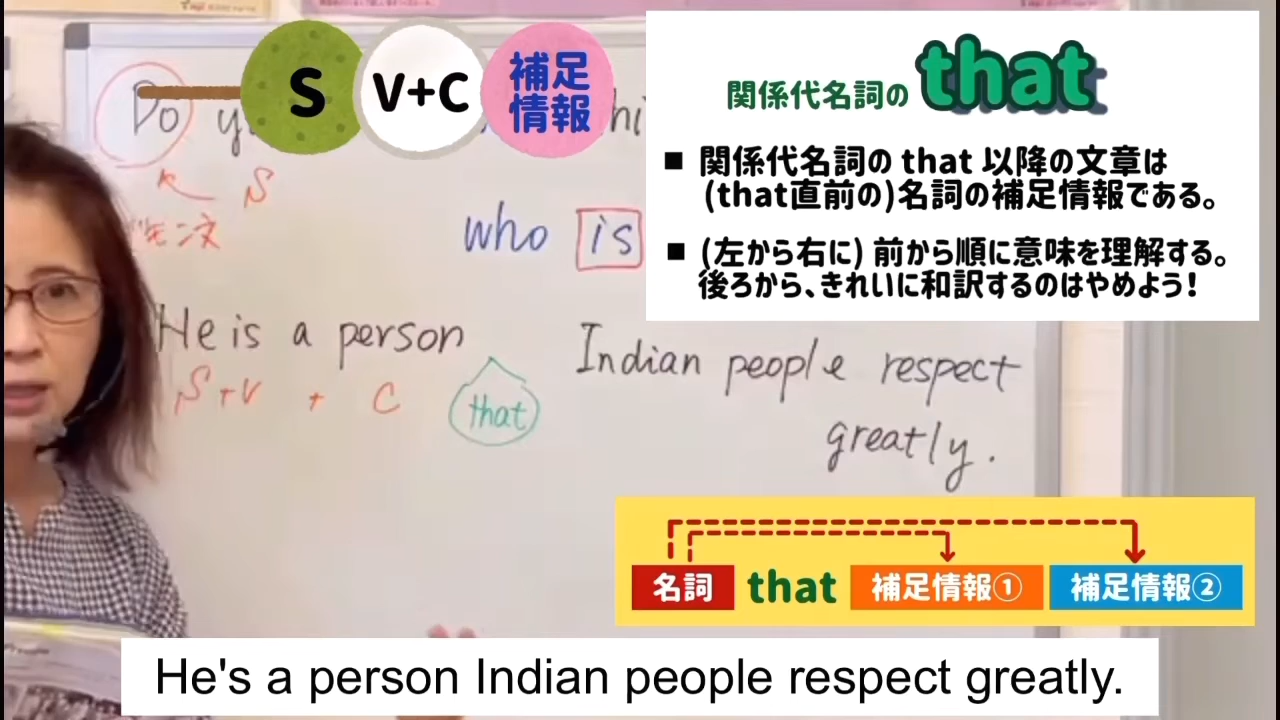 S
V+C
補足
情報
関係代名詞の that
■ 関係代名詞の that 以降の文章は
(that直前の)名詞の補足情報である。
■ (左から右に) 前から順に意味を理解する。
後ろから、きれいに和訳するのはやめよう!
Do
S
モン文
who is
He is a person
S+V + C
that
Indian people respect
greatly.
名詞 that 補足情報① 補足情報②
He's a person Indian people respect greatly.